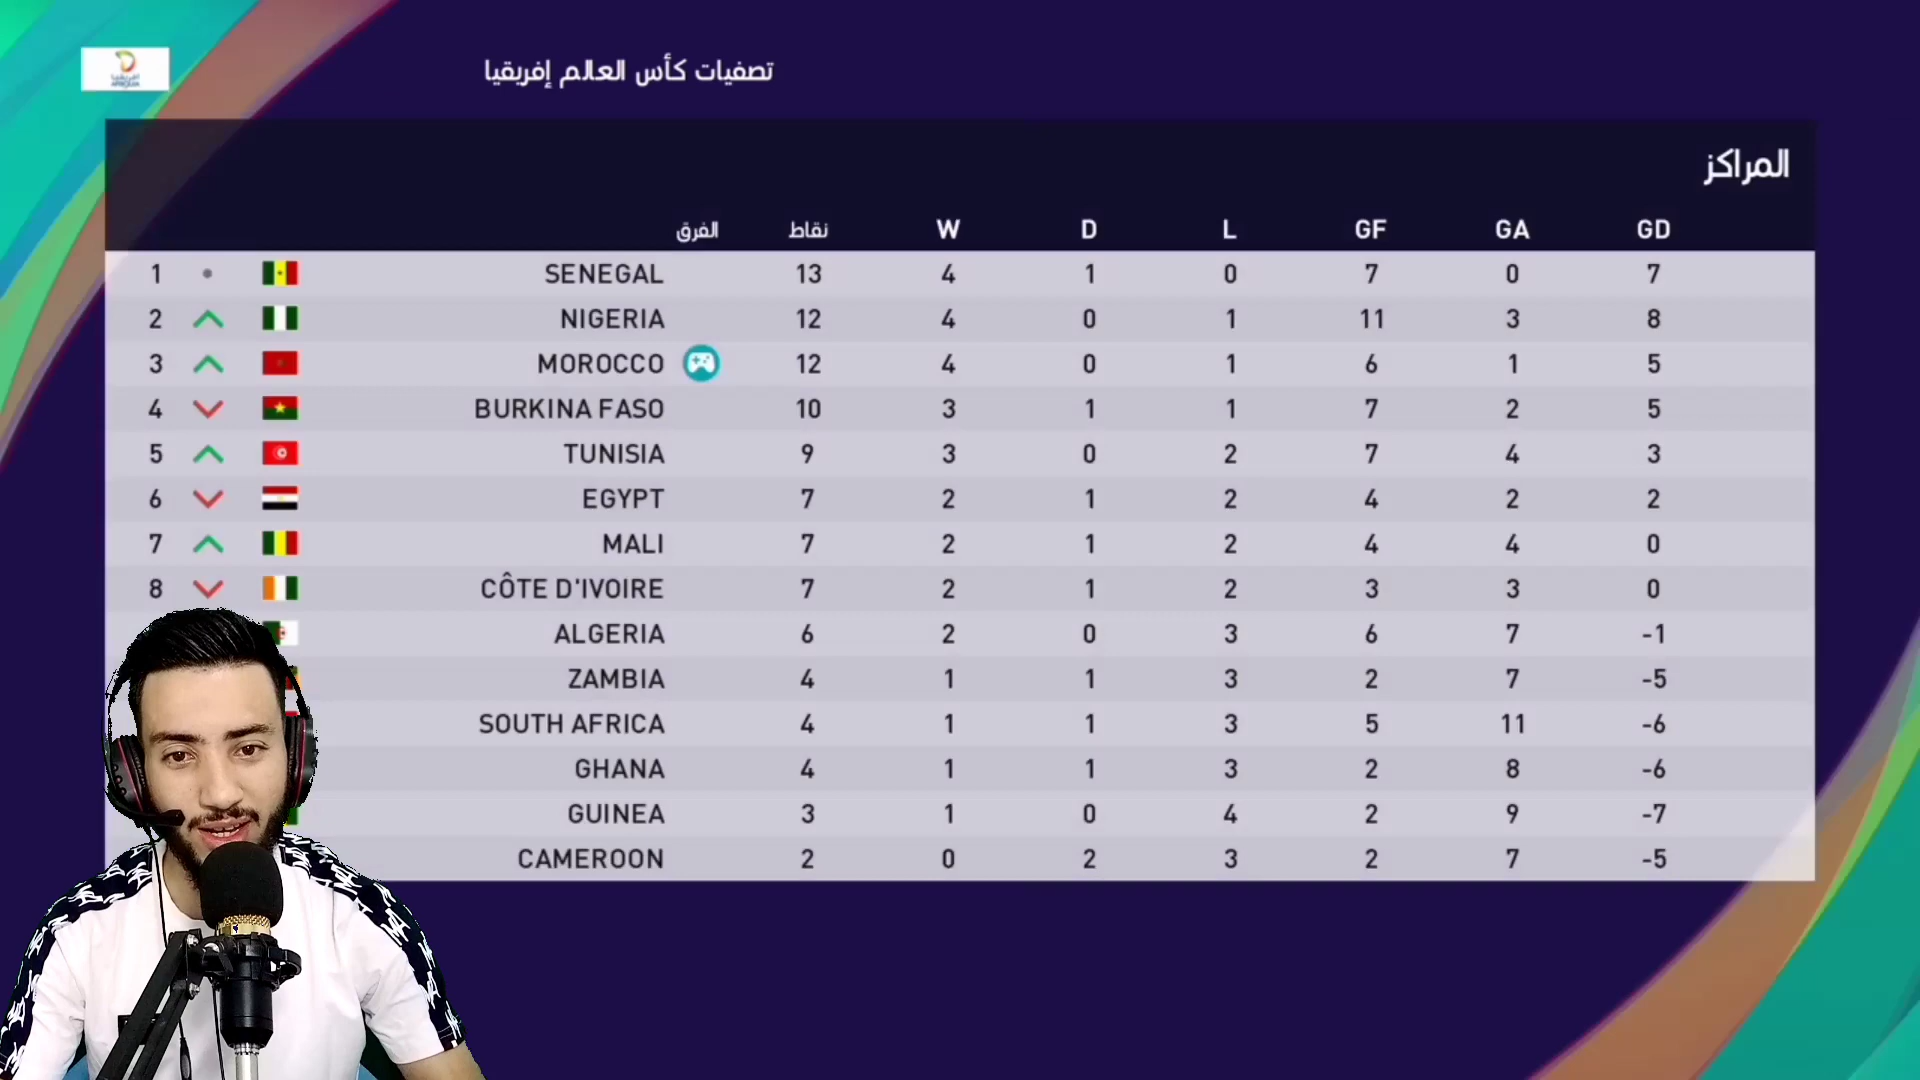 تصفيات كأس العالم إفريقيا
المراكز
الفرق نقاط W D L GF GA GD
1 SENEGAL 13 4 1 0 7 0 7
2 NIGERIA 12 4 0 1 11 3 8
3 MOROCCO 12 4 0 1 6 1 5
4 BURKINA FASO 10 3 1 1 7 2 5
5 TUNISIA 9 3 0 2 7 4 3
6 EGYPT 7 2 1 2 4 2 2
7 MALI 7 2 1 2 4 4 0
8 CÔTE D'IVOIRE 7 2 1 2 3 3 0
ALGERIA 6 2 0 3 6 7 -1
ZAMBIA 4 1 1 3 2 7 -5
SOUTH AFRICA 4 1 1 3 5 11 -6
GHANA 4 1 1 3 2 8 -6
GUINEA 3 1 0 4 2 9 -7
CAMEROON 2 0 2 3 2 7 -5